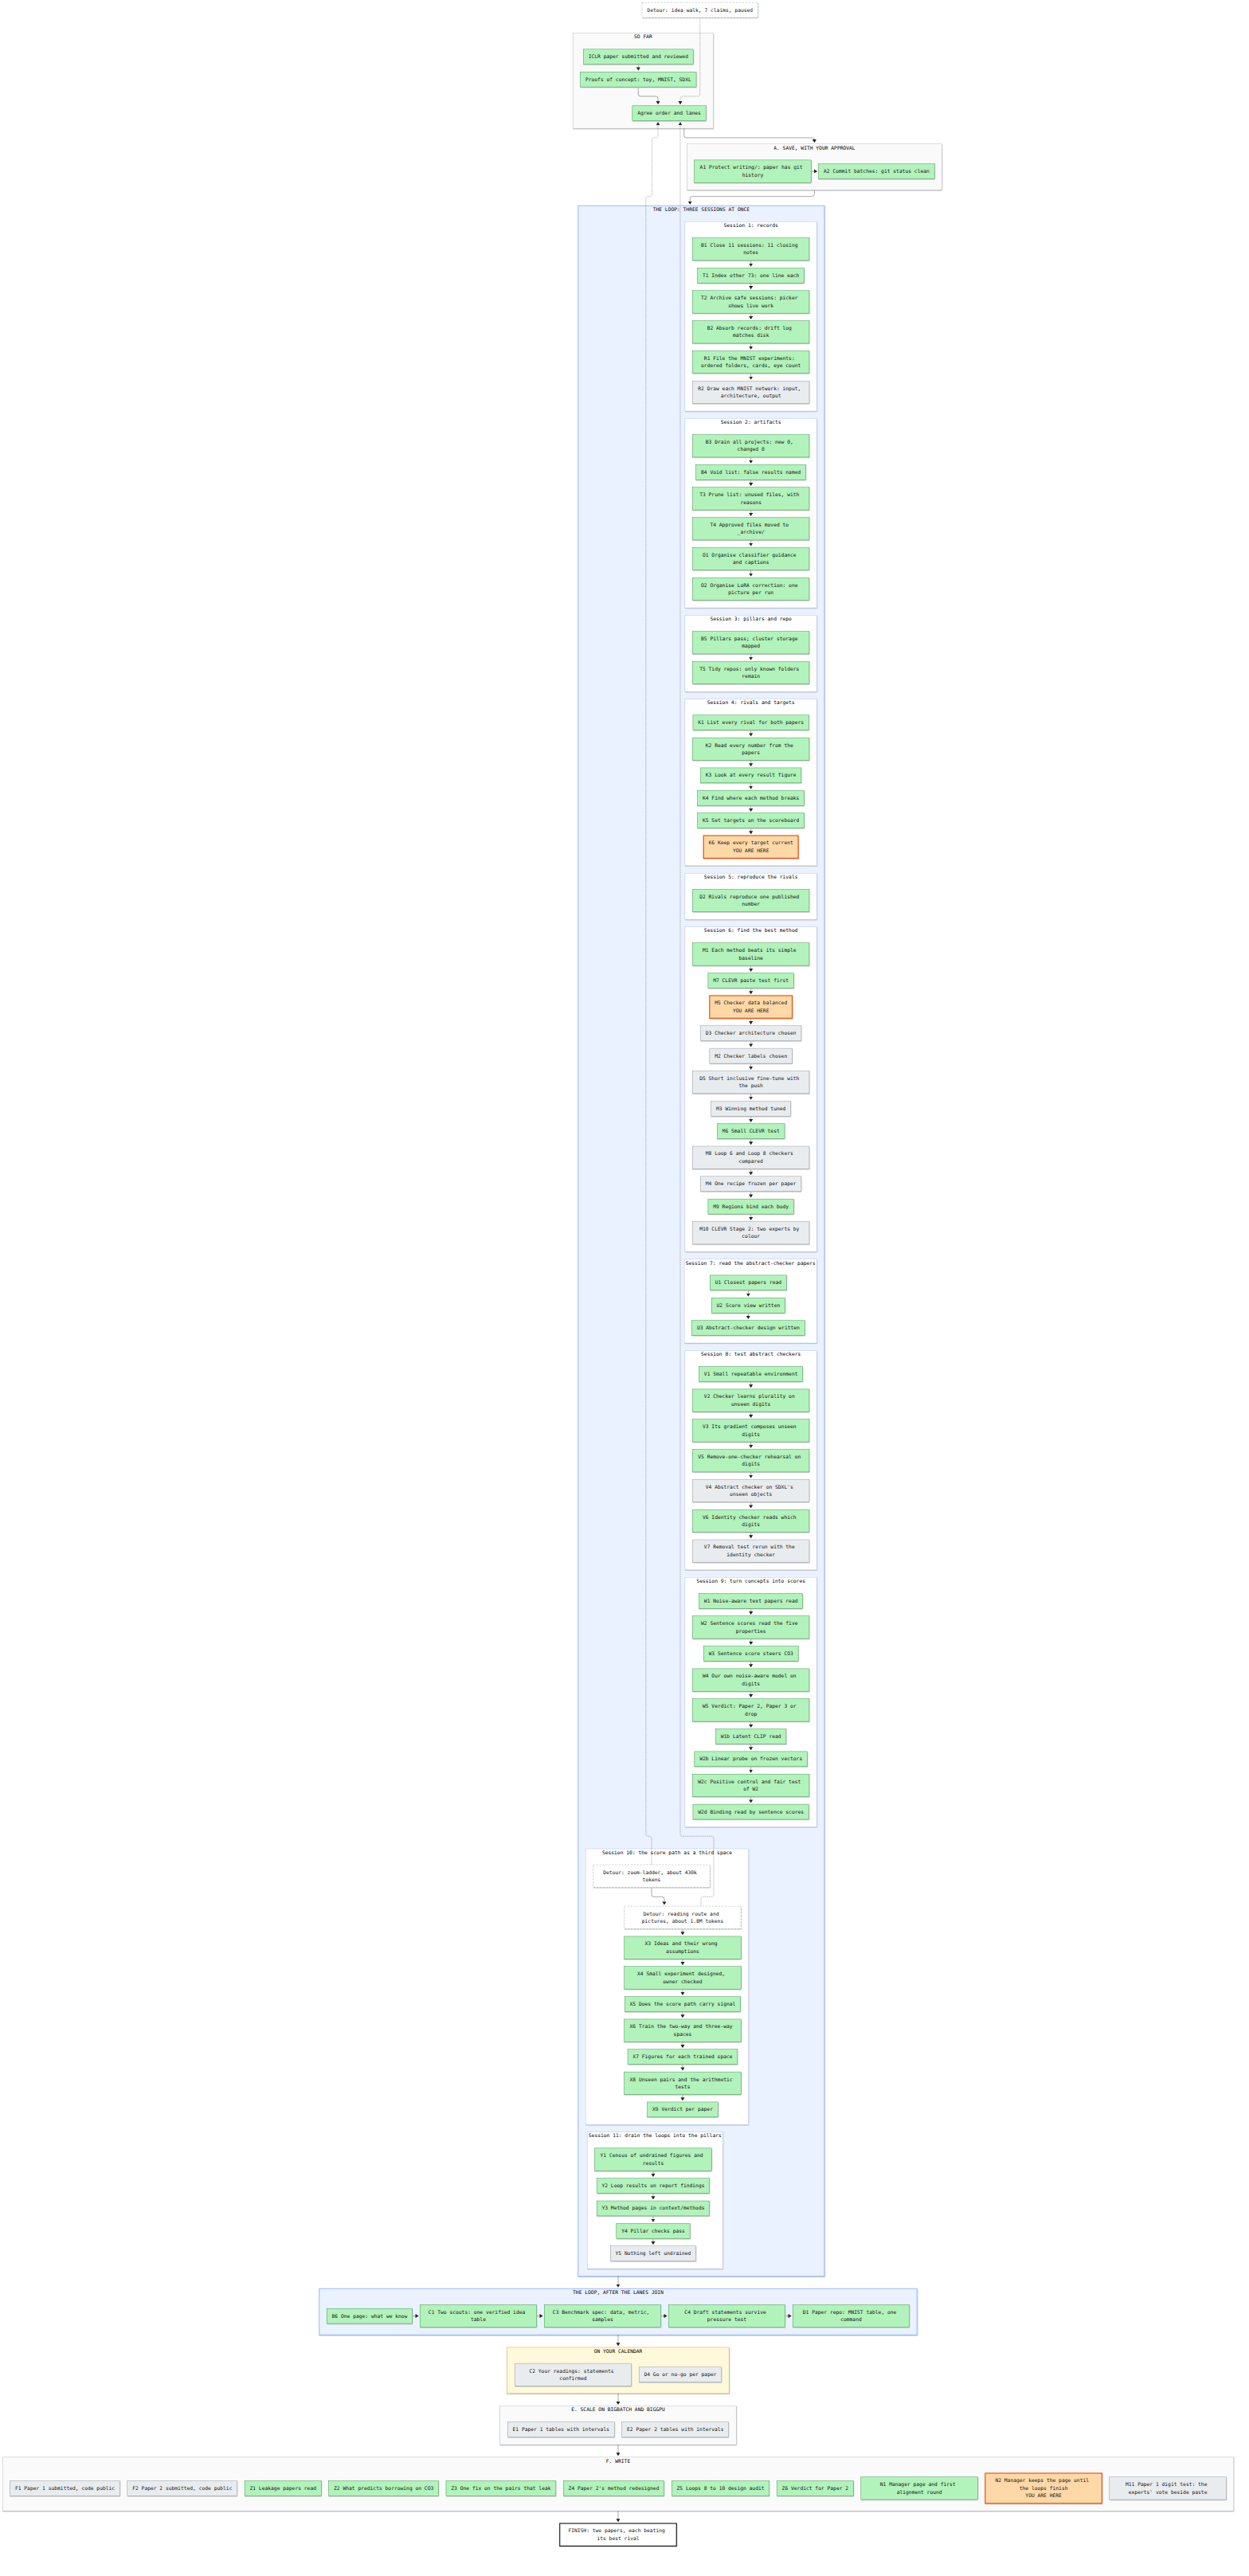 Detour: idea walk, 7 claims, paused
SO FAR
ICLR paper submitted and reviewed
Proofs of concept: toy, MNIST, SDXL
Agree order and lanes
A. SAVE, WITH YOUR APPROVAL
A1 Protect writing/: paper has git
history
A2 Commit batches: git status clean
THE LOOP: THREE SESSIONS AT ONCE
Session 1: records
B1 Close 11 sessions: 11 closing
notes
T1 Index other 73: one line each
T2 Archive safe sessions: picker
shows live work
B2 Absorb records: drift log
matches disk
R1 File the MNIST experiments:
ordered folders, cards, eye count
R2 Draw each MNIST network: input,
architecture, output
Session 2: artifacts
B3 Drain all projects: new 0,
changed 0
B4 Void list: false results named
T3 Prune list: unused files, with
reasons
T4 Approved files moved to
_archive/
O1 Organise classifier guidance
and captions
O2 Organise LoRA correction: one
picture per run
Session 3: pillars and repo
B5 Pillars pass; cluster storage
mapped
T5 Tidy repos: only known folders
remain
Session 4: rivals and targets
K1 List every rival for both papers
K2 Read every number from the
papers
K3 Look at every result figure
K4 Find where each method breaks
K5 Set targets on the scoreboard
K6 Keep every target current
YOU ARE HERE
Session 5: reproduce the rivals
D2 Rivals reproduce one published
number
Session 6: find the best method
M1 Each method beats its simple
baseline
M7 CLEVR paste test first
M5 Checker data balanced
YOU ARE HERE
D3 Checker architecture chosen
M2 Checker labels chosen
D5 Short inclusive fine-tune with
the push
M3 Winning method tuned
M6 Small CLEVR test
M8 Loop 6 and Loop 8 checkers
compared
M4 One recipe frozen per paper
M9 Regions bind each body
M10 CLEVR Stage 2: two experts by
colour
Session 7: read the abstract-checker papers
U1 Closest papers read
U2 Score view written
U3 Abstract-checker design written
Session 8: test abstract checkers
V1 Small repeatable environment
V2 Checker learns plurality on
unseen digits
V3 Its gradient composes unseen
digits
V5 Remove-one-checker rehearsal on
digits
V4 Abstract checker on SDXL's
unseen objects
V6 Identity checker reads which
digits
V7 Removal test rerun with the
identity checker
Session 9: turn concepts into scores
W1 Noise-aware text papers read
W2 Sentence scores read the five
properties
W3 Sentence score steers CO3
W4 Our own noise-aware model on
digits
W5 Verdict: Paper 2, Paper 3 or
drop
W1b Latent CLIP read
W2b Linear probe on frozen vectors
W2c Positive control and fair test
of W2
W2d Binding read by sentence scores
Session 10: the score path as a third space
Detour: zoom-ladder, about 430k
tokens
Detour: reading route and
pictures, about 1.8M tokens
X3 Ideas and their wrong
assumptions
X4 Small experiment designed,
owner checked
X5 Does the score path carry signal
X6 Train the two-way and three-way
spaces
X7 Figures for each trained space
X8 Unseen pairs and the arithmetic
tests
X9 Verdict per paper
Session 11: drain the loops into the pillars
Y1 Census of undrained figures and
results
Y2 Loop results on report findings
Y3 Method pages in context/methods
Y4 Pillar checks pass
Y5 Nothing left undrained
THE LOOP, AFTER THE LANES JOIN
B6 One page: what we know
C1 Two scouts: one verified idea
table
C3 Benchmark spec: data, metric,
samples
C4 Draft statements survive
pressure test
D1 Paper repo: MNIST table, one
command
ON YOUR CALENDAR
C2 Your readings: statements
confirmed
D4 Go or no-go per paper
E. SCALE ON BIGBATCH AND BIGGPU
E1 Paper 1 tables with intervals
E2 Paper 2 tables with intervals
F. WRITE
F1 Paper 1 submitted, code public
F2 Paper 2 submitted, code public
Z1 Leakage papers read
Z2 What predicts borrowing on CO3
Z3 One fix on the pairs that leak
Z4 Paper 2's method redesigned
Z5 Loops 8 to 10 design audit
Z6 Verdict for Paper 2
N1 Manager page and first
alignment round
N2 Manager keeps the page until
the loops finish
YOU ARE HERE
M11 Paper 1 digit test: the
experts' vote beside paste
FINISH: two papers, each beating
its best rival